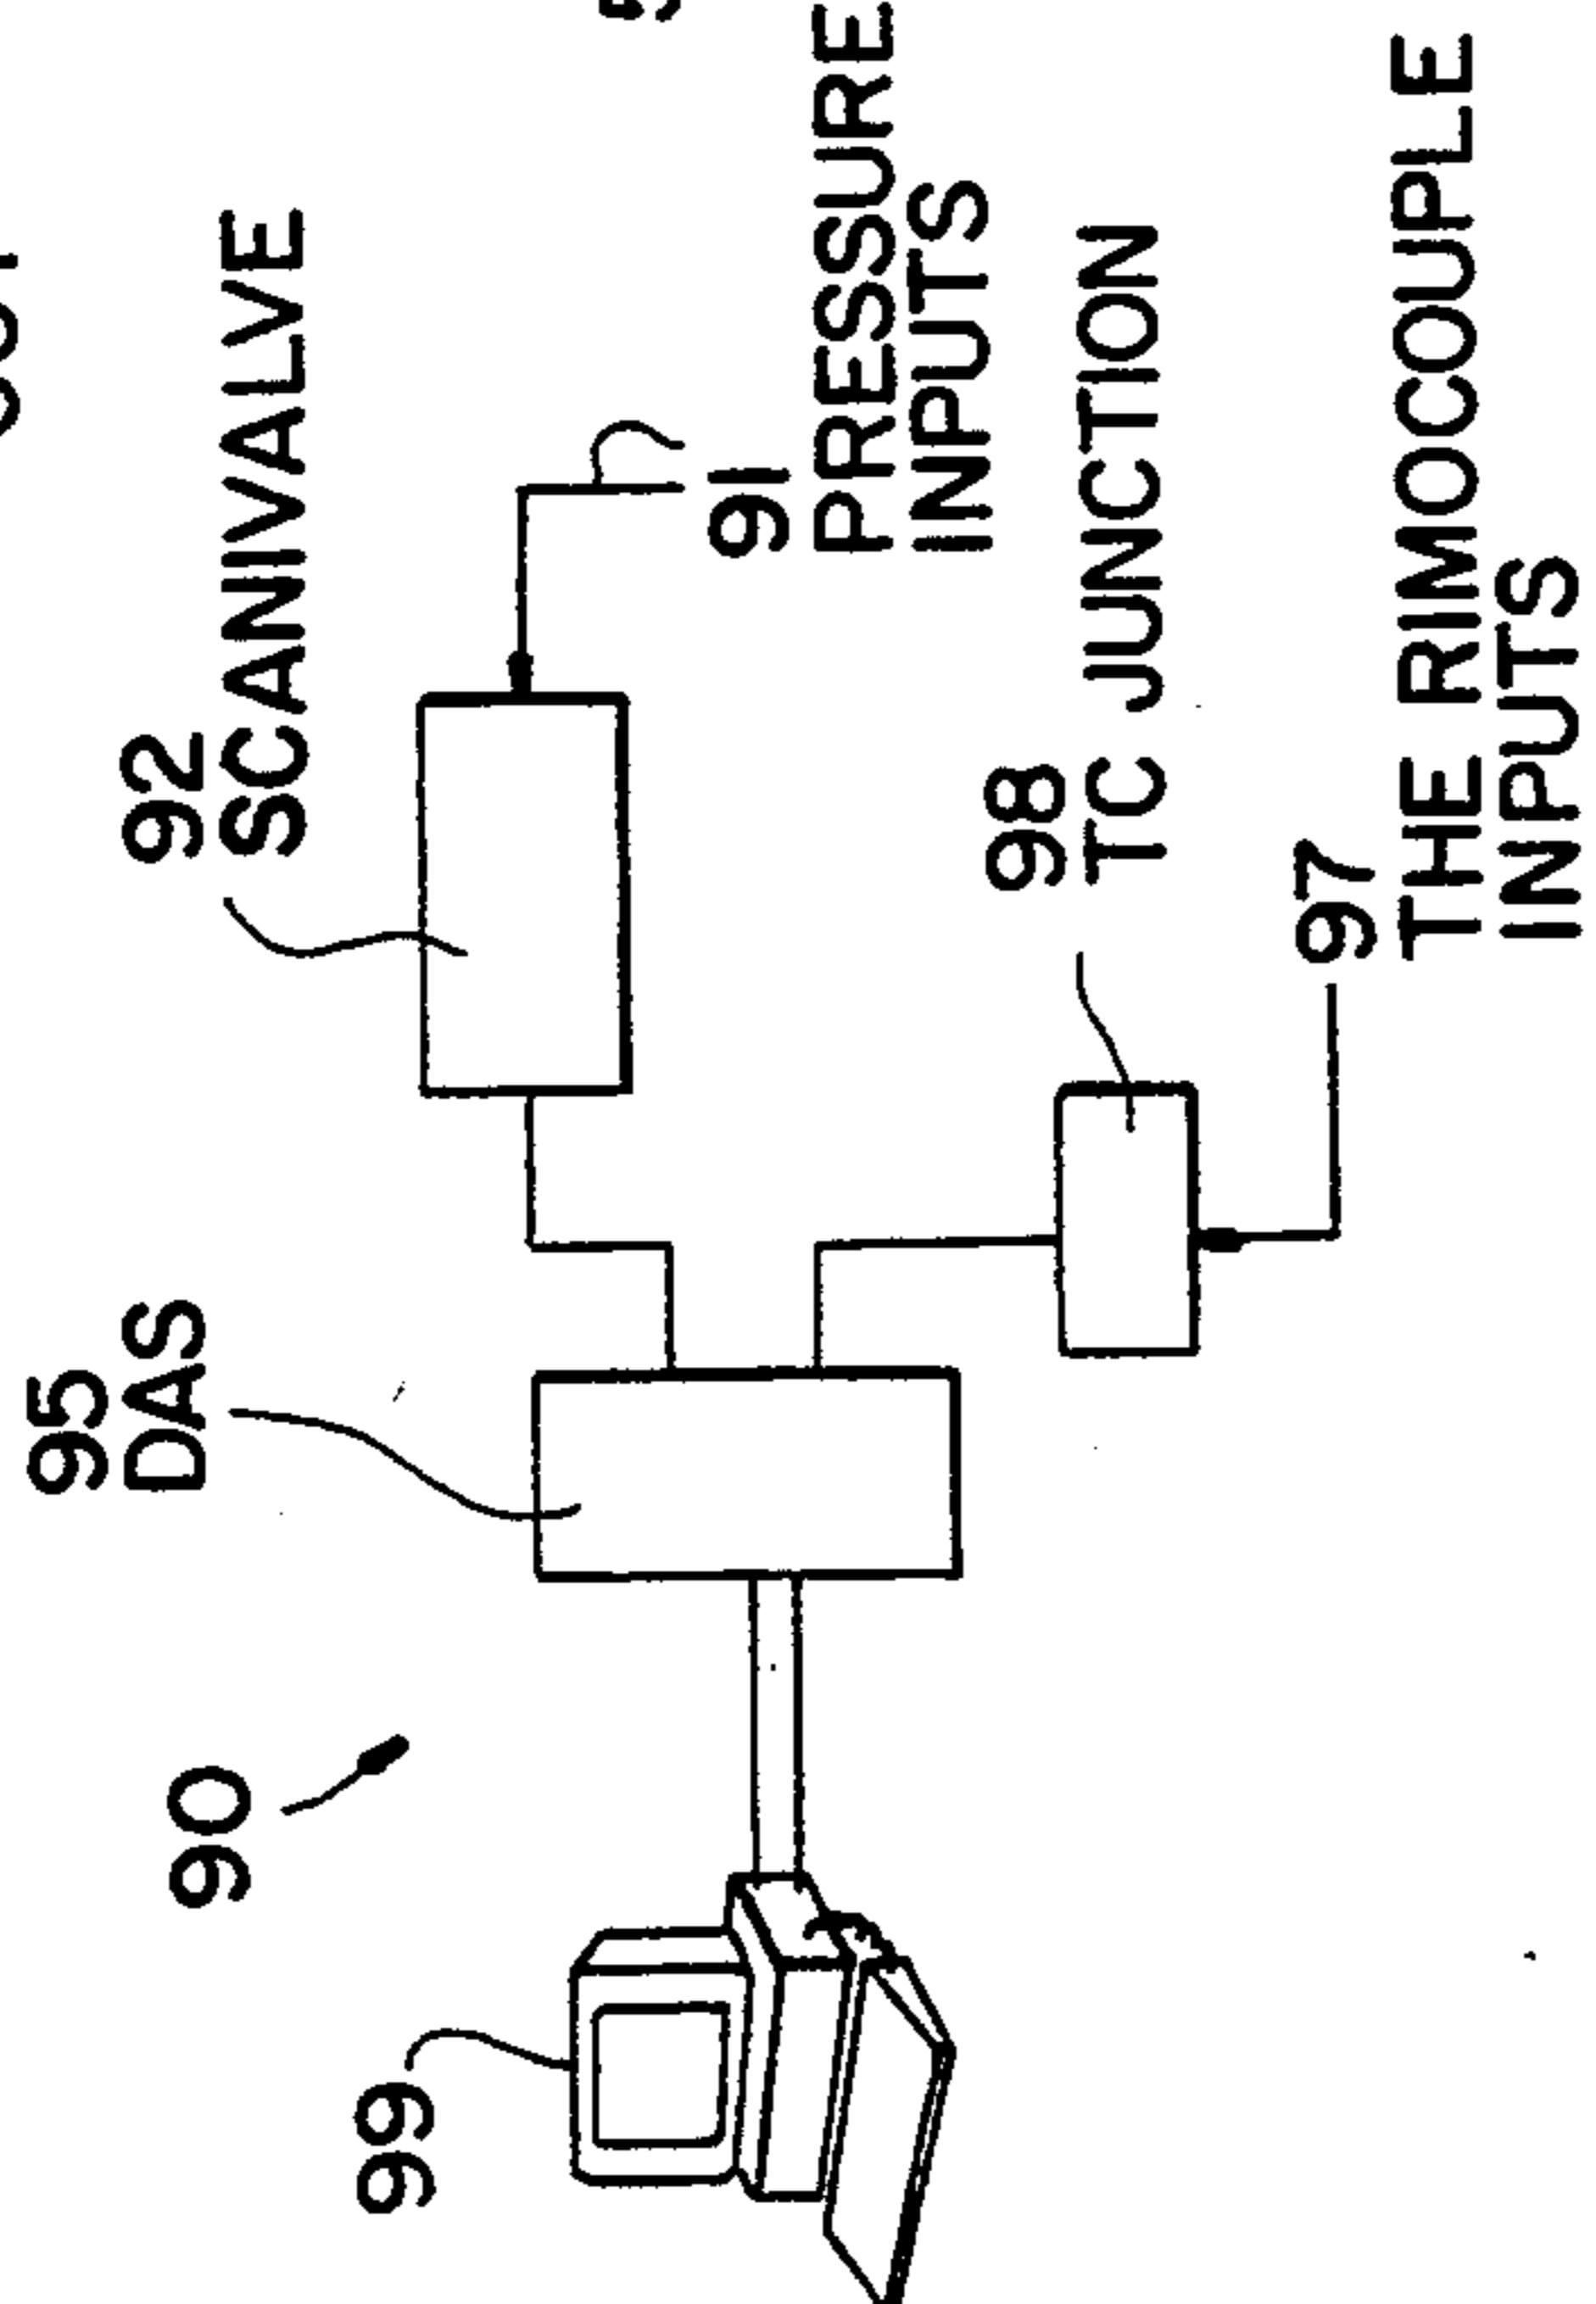 90
99
95
DAS
92
SCANIVALVE
91
PRESSURE
INPUTS
98
TC JUNCTION
97
THE RIMOCOUPLE
INPUTS